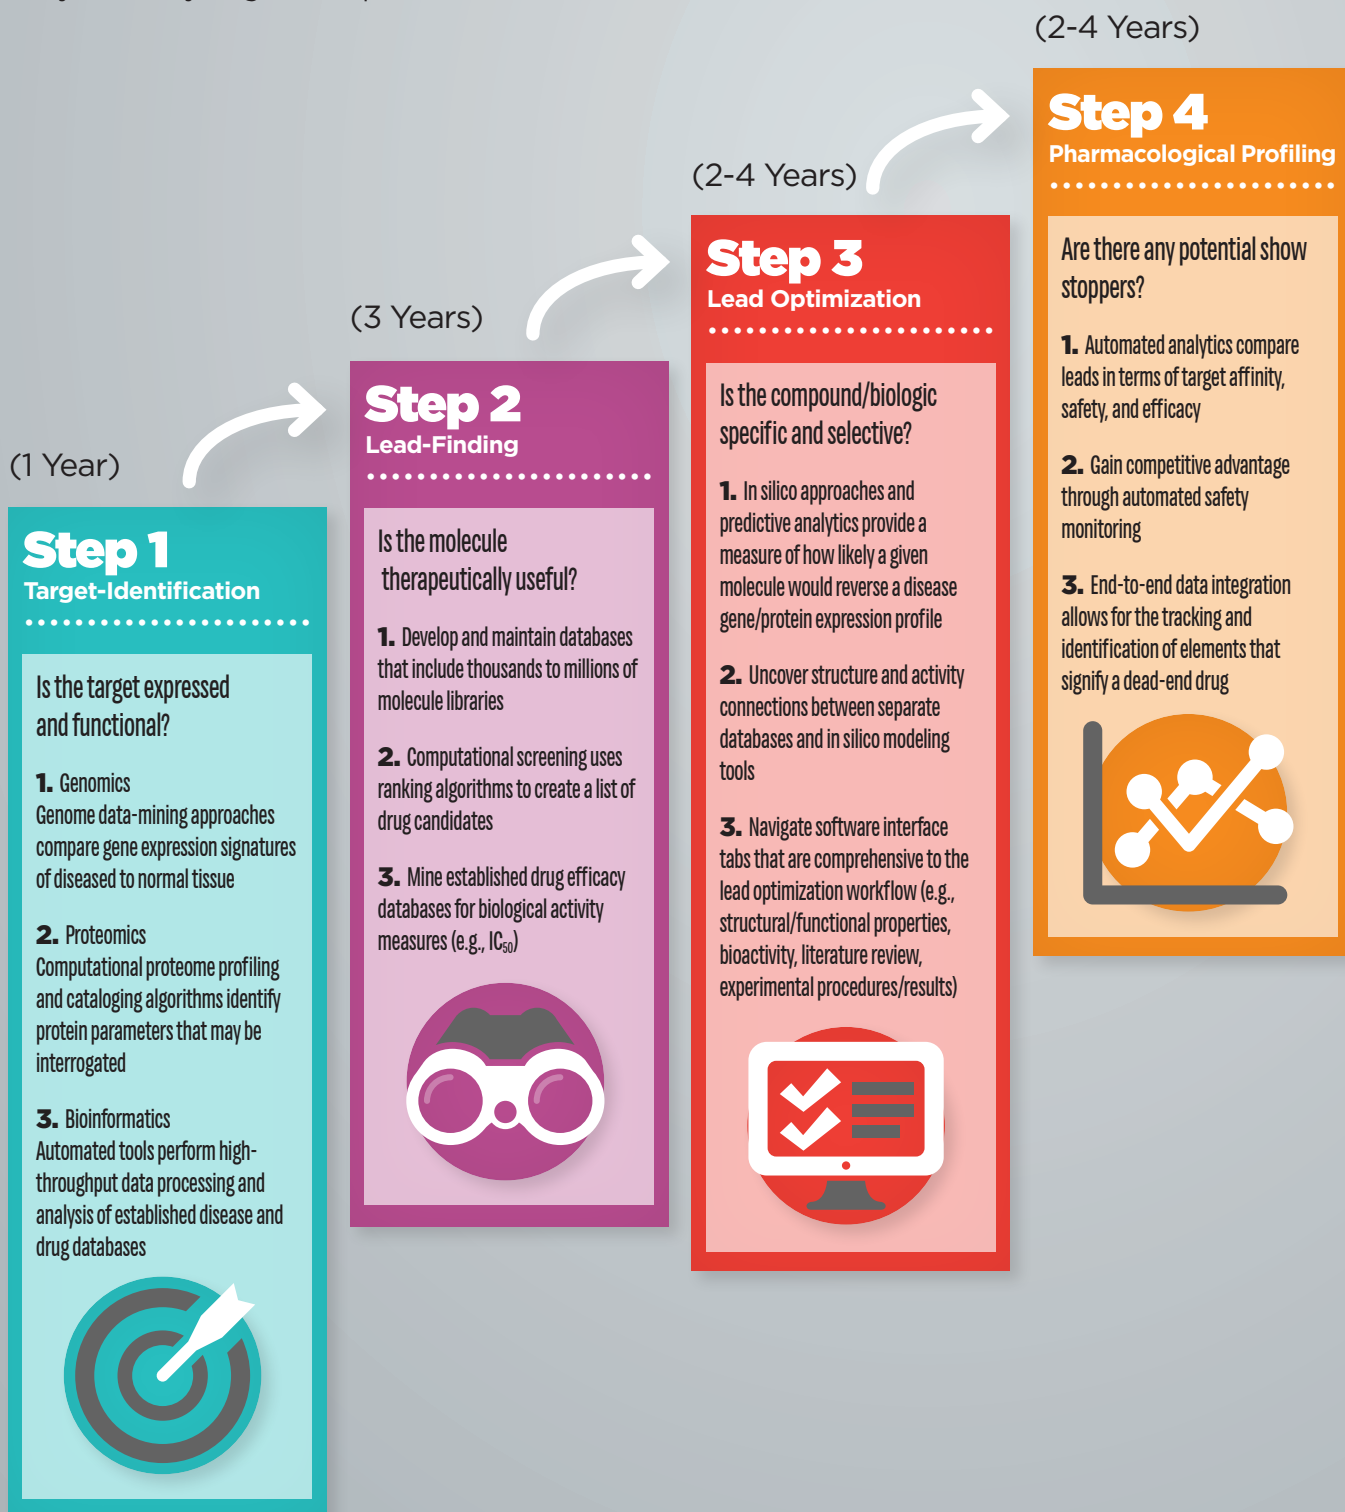 (1 Year)
Step 1
Target-Identification
Is the target expressed
and functional?
1. Genomics
Genome data-mining approaches
compare gene expression signatures
of diseased to normal tissue
2. Proteomics
Computational proteome profiling
and cataloging algorithms identify
protein parameters that may be
interrogated
3. Bioinformatics
Automated tools perform high-
throughput data processing and
analysis of established disease and
drug databases
(3 Years)
Step 2
Lead-Finding
Is the molecule
therapeutically useful?
1. Develop and maintain databases
that include thousands to millions of
molecule libraries
2. Computational screening uses
ranking algorithms to create a list of
drug candidates
3. Mine established drug efficacy
databases for biological activity
measures (e.g., IC50)
(2-4 Years)
Step 3
Lead Optimization
Is the compound/biologic
specific and selective?
1. In silico approaches and
predictive analytics provide a
measure of how likely a given
molecule would reverse a disease
gene/protein expression profile
2. Uncover structure and activity
connections between separate
databases and in silico modeling
tools
3. Navigate software interface
tabs that are comprehensive to the
lead optimization workflow (e.g.,
structural/functional properties,
bioactivity, literature review,
experimental procedures/results)
(2-4 Years)
Step 4
Pharmacological Profiling
Are there any potential show
stoppers?
1. Automated analytics compare
leads in terms of target affinity,
safety, and efficacy
2. Gain competitive advantage
through automated safety
monitoring
3. End-to-end data integration
allows for the tracking and
identification of elements that
signify a dead-end drug